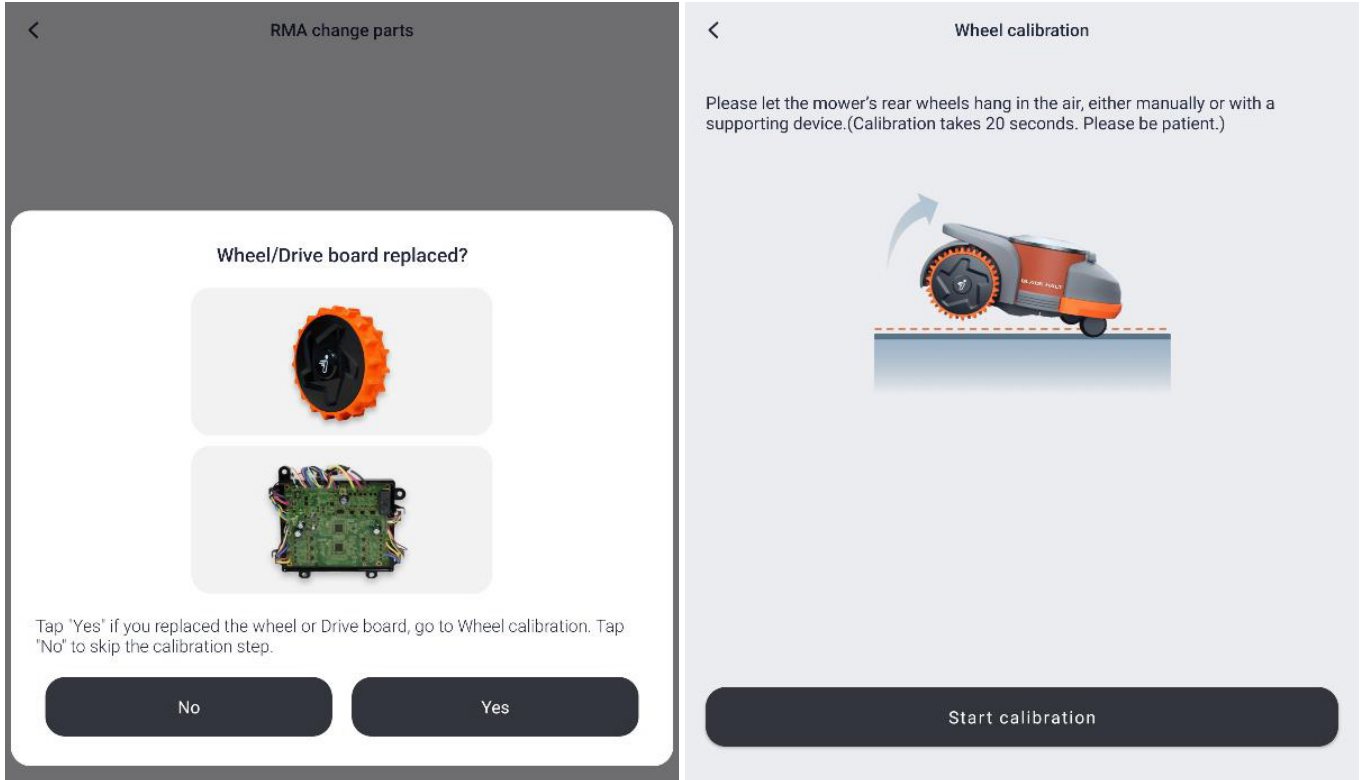 RMA change parts
Wheel/Drive board replaced?
Tap "Yes" if you replaced the wheel or Drive board, go to Wheel calibration. Tap
"No" to skip the calibration step.
No
Yes
Wheel calibration
Please let the mower's rear wheels hang in the air, either manually or with a
supporting device.(Calibration takes 20 seconds. Please be patient.)
BLADE HALT
Start calibration